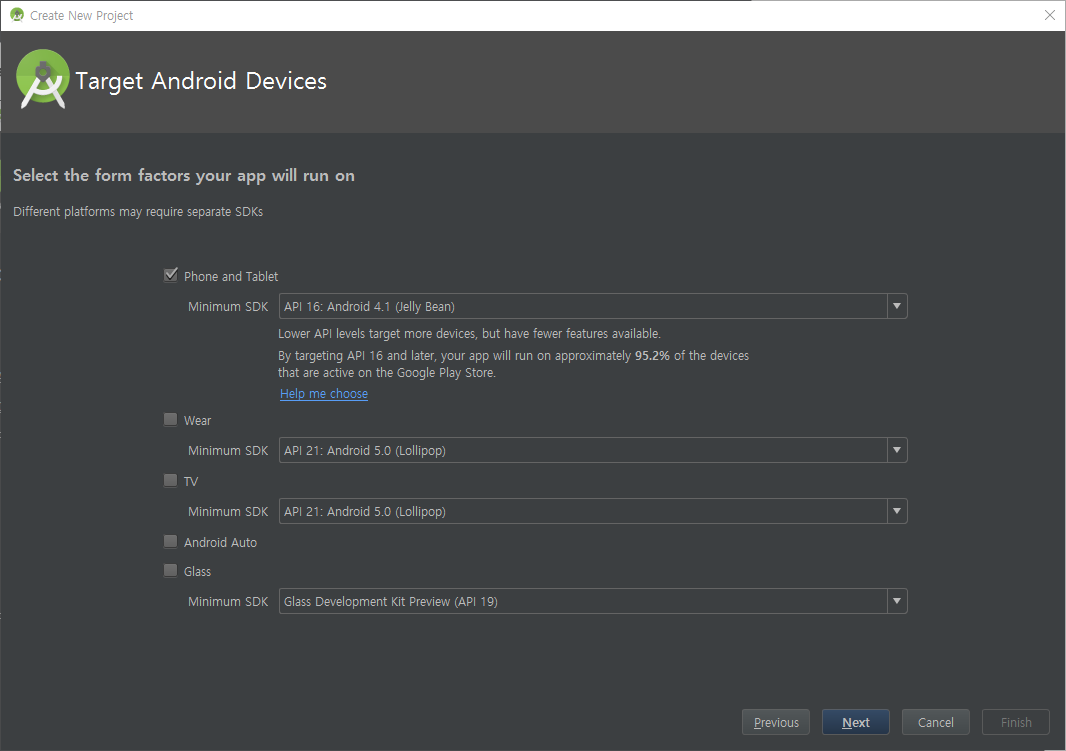 Create New Project
Target Android Devices
Select the form factors your app will run on
Different platforms may require separate SDKs
Phone and Tablet
Minimum SDK API 16: Android 4.1 (Jelly Bean)
Lower API levels target more devices, but have fewer features available.
By targeting API 16 and later, your app will run on approximately 95.2% of the devices
that are active on the Google Play Store.
Help me choose
Wear
Minimum SDK API 21: Android 5.0 (Lollipop)
TV
Minimum SDK API 21: Android 5.0 (Lollipop)
Android Auto
Glass
Minimum SDK Glass Development Kit Preview (API 19)
Previous Next Cancel Finish